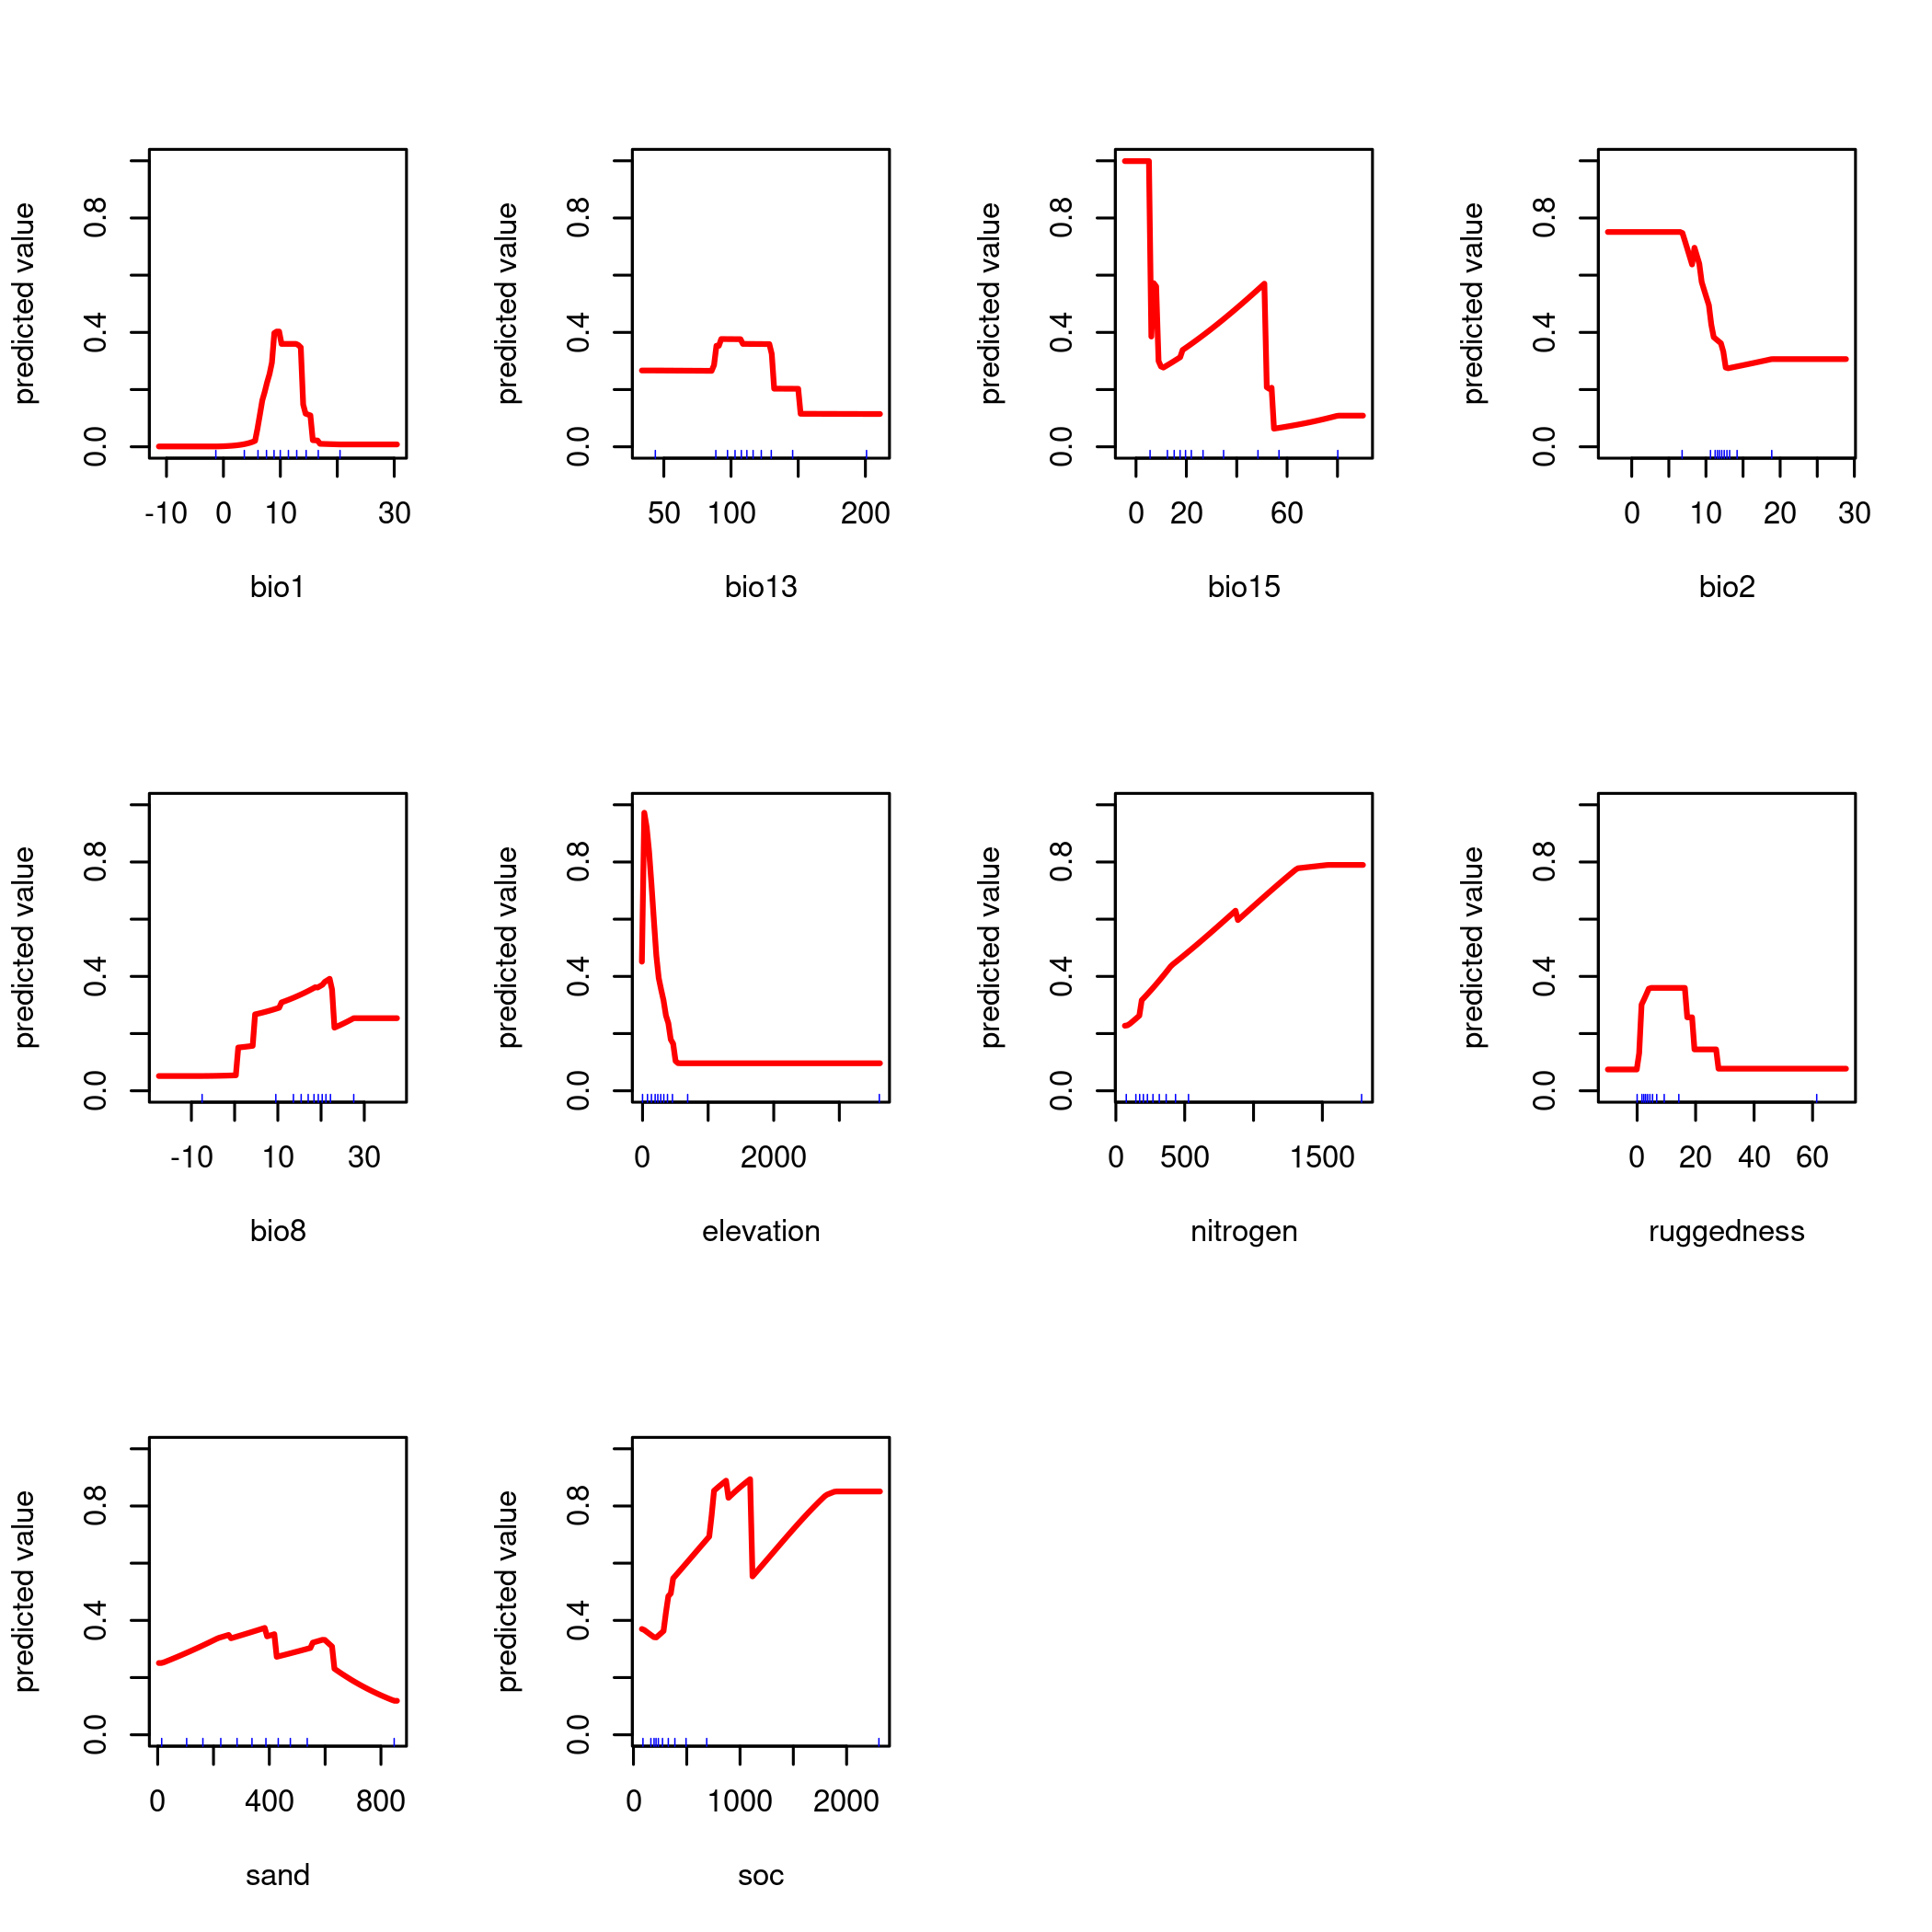 predicted value
0.0 0.4 0.8
-10 0 10 30
bio1
predicted value
0.0 0.4 0.8
50 100 200
bio13
predicted value
0.0 0.4 0.8
0 20 60
bio15
predicted value
0.0 0.4 0.8
0 10 20 30
bio2
predicted value
0.0 0.4 0.8
-10 10 30
bio8
predicted value
0.0 0.4 0.8
0 2000
elevation
predicted value
0.0 0.4 0.8
0 500 1500
nitrogen
predicted value
0.0 0.4 0.8
0 20 40 60
ruggedness
predicted value
0.0 0.4 0.8
0 400 800
sand
predicted value
0.0 0.4 0.8
0 1000 2000
soc